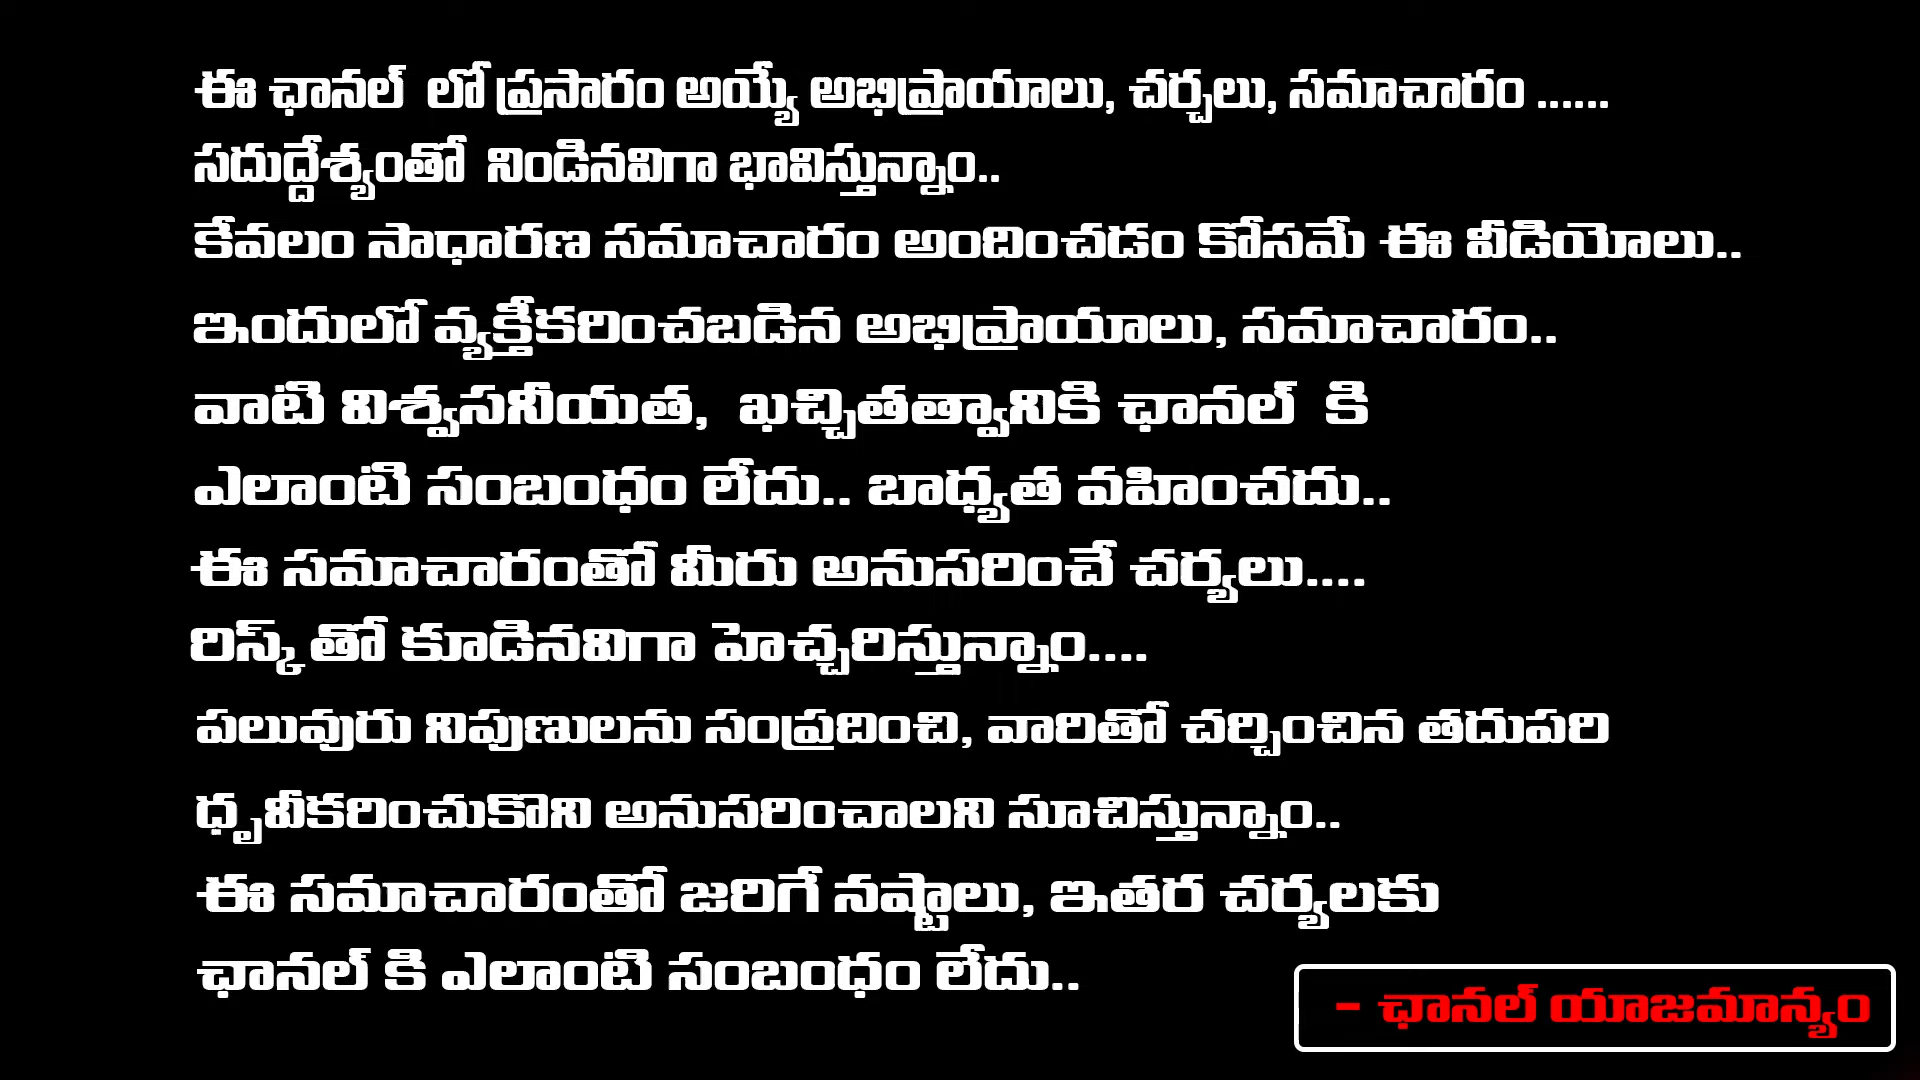 ఈ ఛానల్ లో ప్రసారం అయ్యే అభిప్రాయాలు, చర్చలు, సమాచారం ......
సదుద్దేశ్యంతో నిండినవిగా భావిస్తున్నాం..
కేవలం సాధారణ సమాచారం అందించడం కోసమే ఈ వీడియోలు..
ఇందులో వ్యక్తీకరించబడిన అభిప్రాయాలు, సమాచారం..
వాటి విశ్వసనీయత, ఖచ్చితత్వానికి ఛానల్ కి
ఎలాంటి సంబంధం లేదు.. బాధ్యత వహించదు..
ఈ సమాచారంతో మీరు అనుసరించే చర్యలు....
రిస్క్ తో కూడినవిగా హెచ్చరిస్తున్నాం....
పలువురు నిపుణులను సంప్రదించి, వారితో చర్చించిన తదుపరి
ధృవీకరించుకొని అనుసరించాలని సూచిస్తున్నాం..
ఈ సమాచారంతో జరిగే నష్టాలు, ఇతర చర్యలకు
ఛానల్ కి ఎలాంటి సంబంధం లేదు..
- ఛానల్ యాజమాన్యం